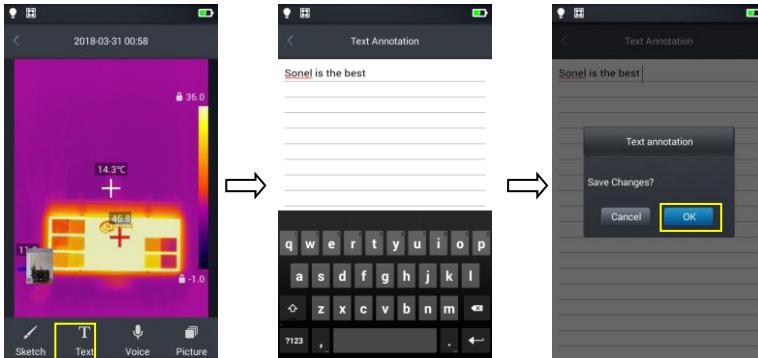 2018-03-31 00:58
36.0
14.3°C
46.8
-1.0
Sketch
Text
Voice
Picture
Text Annotation
Sonel is the best
q w e r t y u i o p
a s d f g h j k l
z x c v b n m
?123 , .
Text Annotation
Sonel is the best
Text annotation
Save Changes?
Cancel
OK